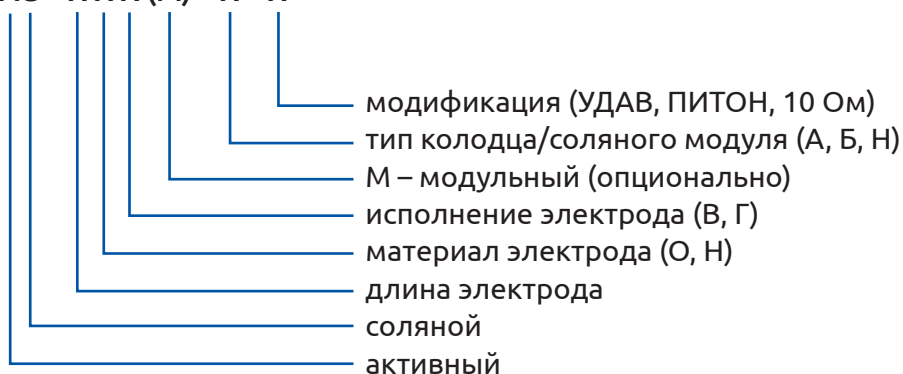 модификация (УДАВ, ПИТОН, 10 Ом)
тип колодца/соляного модуля (А, Б, Н)
М – модульный (опционально)
исполнение электрода (В, Г)
материал электрода (О, Н)
длина электрода
соляной
активный